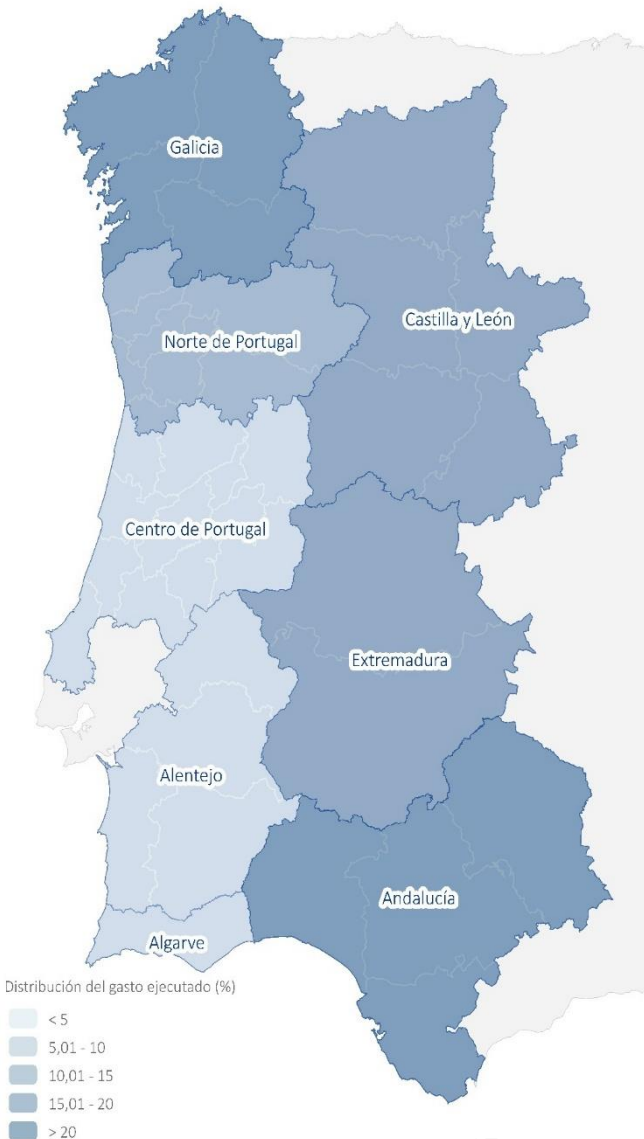 Galicia
Castilla y León
Norte de Portugal
Centro de Portugal
Extremadura
Alentejo
Andalucía
Algarve
Distribución del gasto ejecutado (%)
< 5
5,01 - 10
10,01 - 15
15,01 - 20
> 20